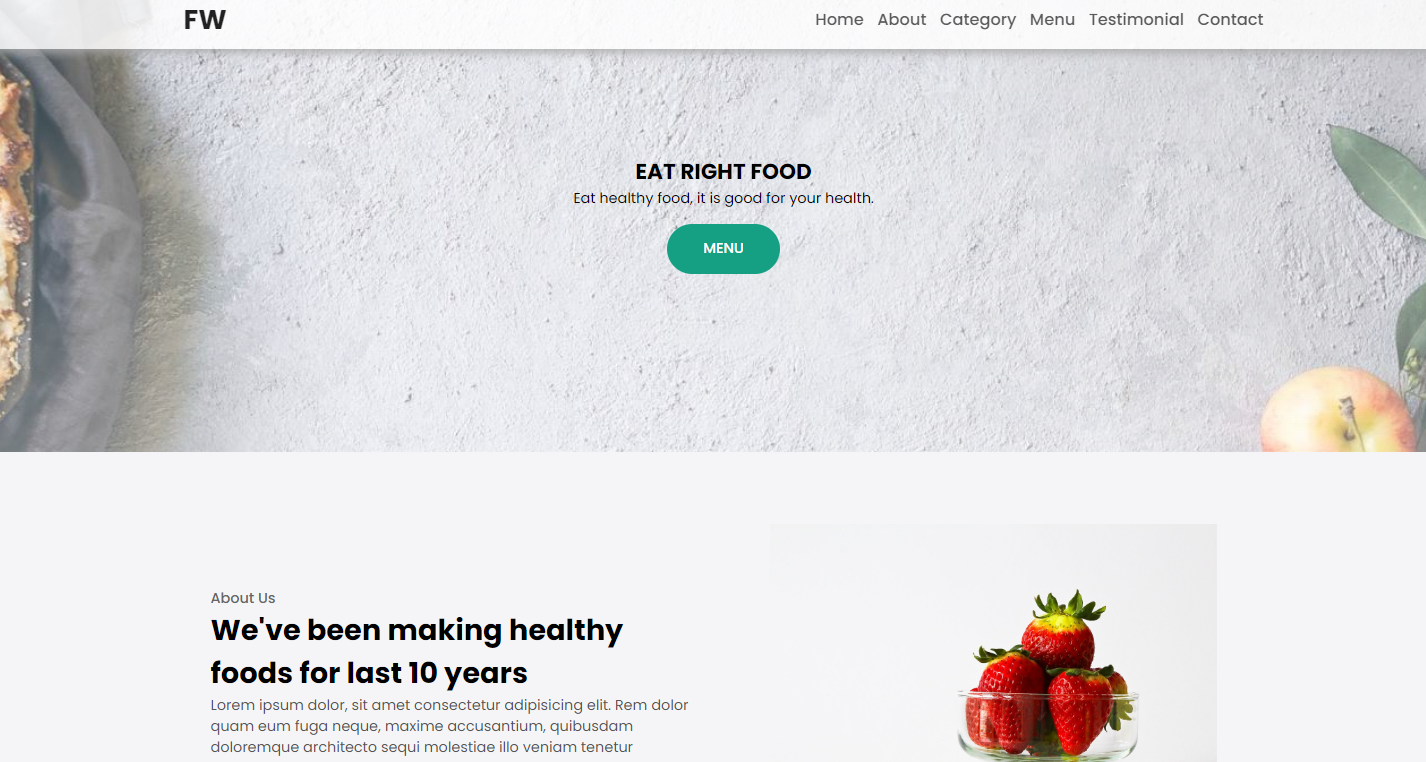 FW
Home About Category Menu Testimonial Contact
EAT RIGHT FOOD
Eat healthy food, it is good for your health.
MENU
About Us
We've been making healthy
foods for last 10 years
Lorem ipsum dolor, sit amet consectetur adipisicing elit. Rem dolor
quam eum fuga neque, maxime accusantium, quibusdam
doloremque architecto sequi molestiae illo veniam tenetur